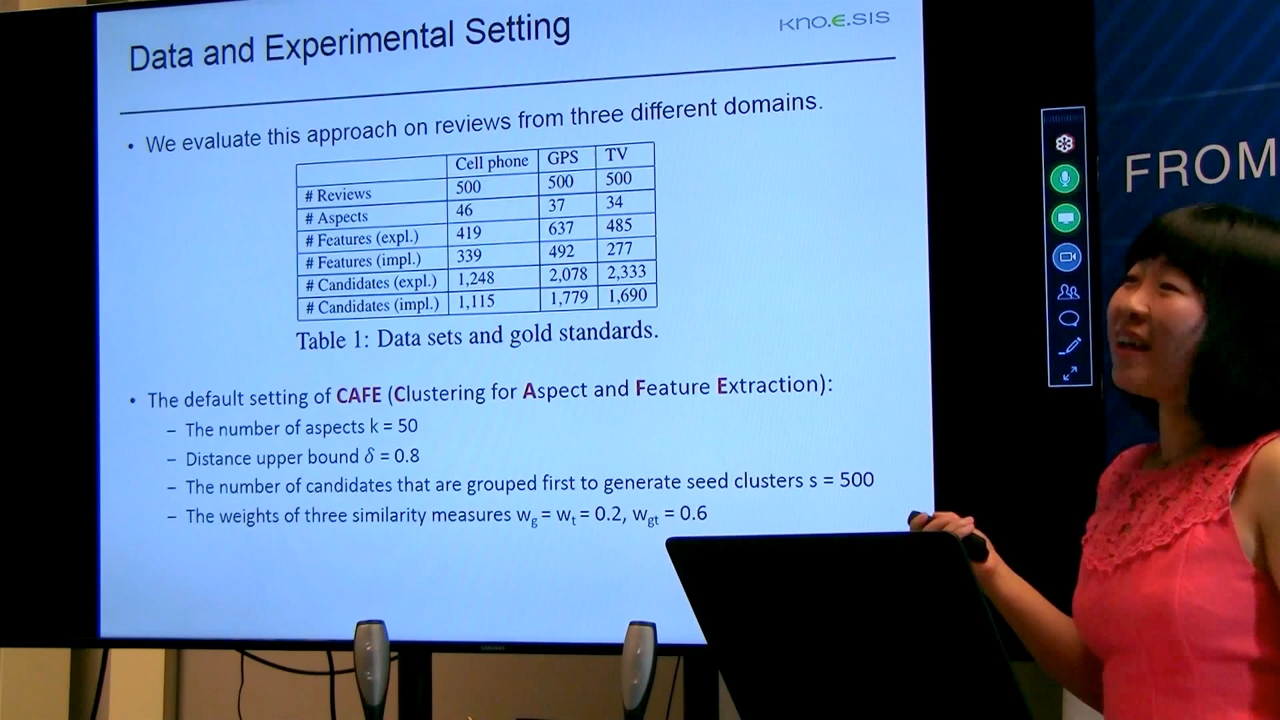 Data and Experimental Setting
kno.e.sis
• We evaluate this approach on reviews from three different domains.
Cell phone GPS TV
# Reviews 500 500 500
# Aspects 46 37 34
# Features (expl.) 419 637 485
# Features (impl.) 339 492 277
# Candidates (expl.) 1,248 2,078 2,333
# Candidates (impl.) 1,115 1,779 1,690
Table 1: Data sets and gold standards.
• The default setting of CAFE (Clustering for Aspect and Feature Extraction):
– The number of aspects k = 50
– Distance upper bound δ = 0.8
– The number of candidates that are grouped first to generate seed clusters s = 500
– The weights of three similarity measures wg = wt = 0.2, wgt = 0.6
FROM